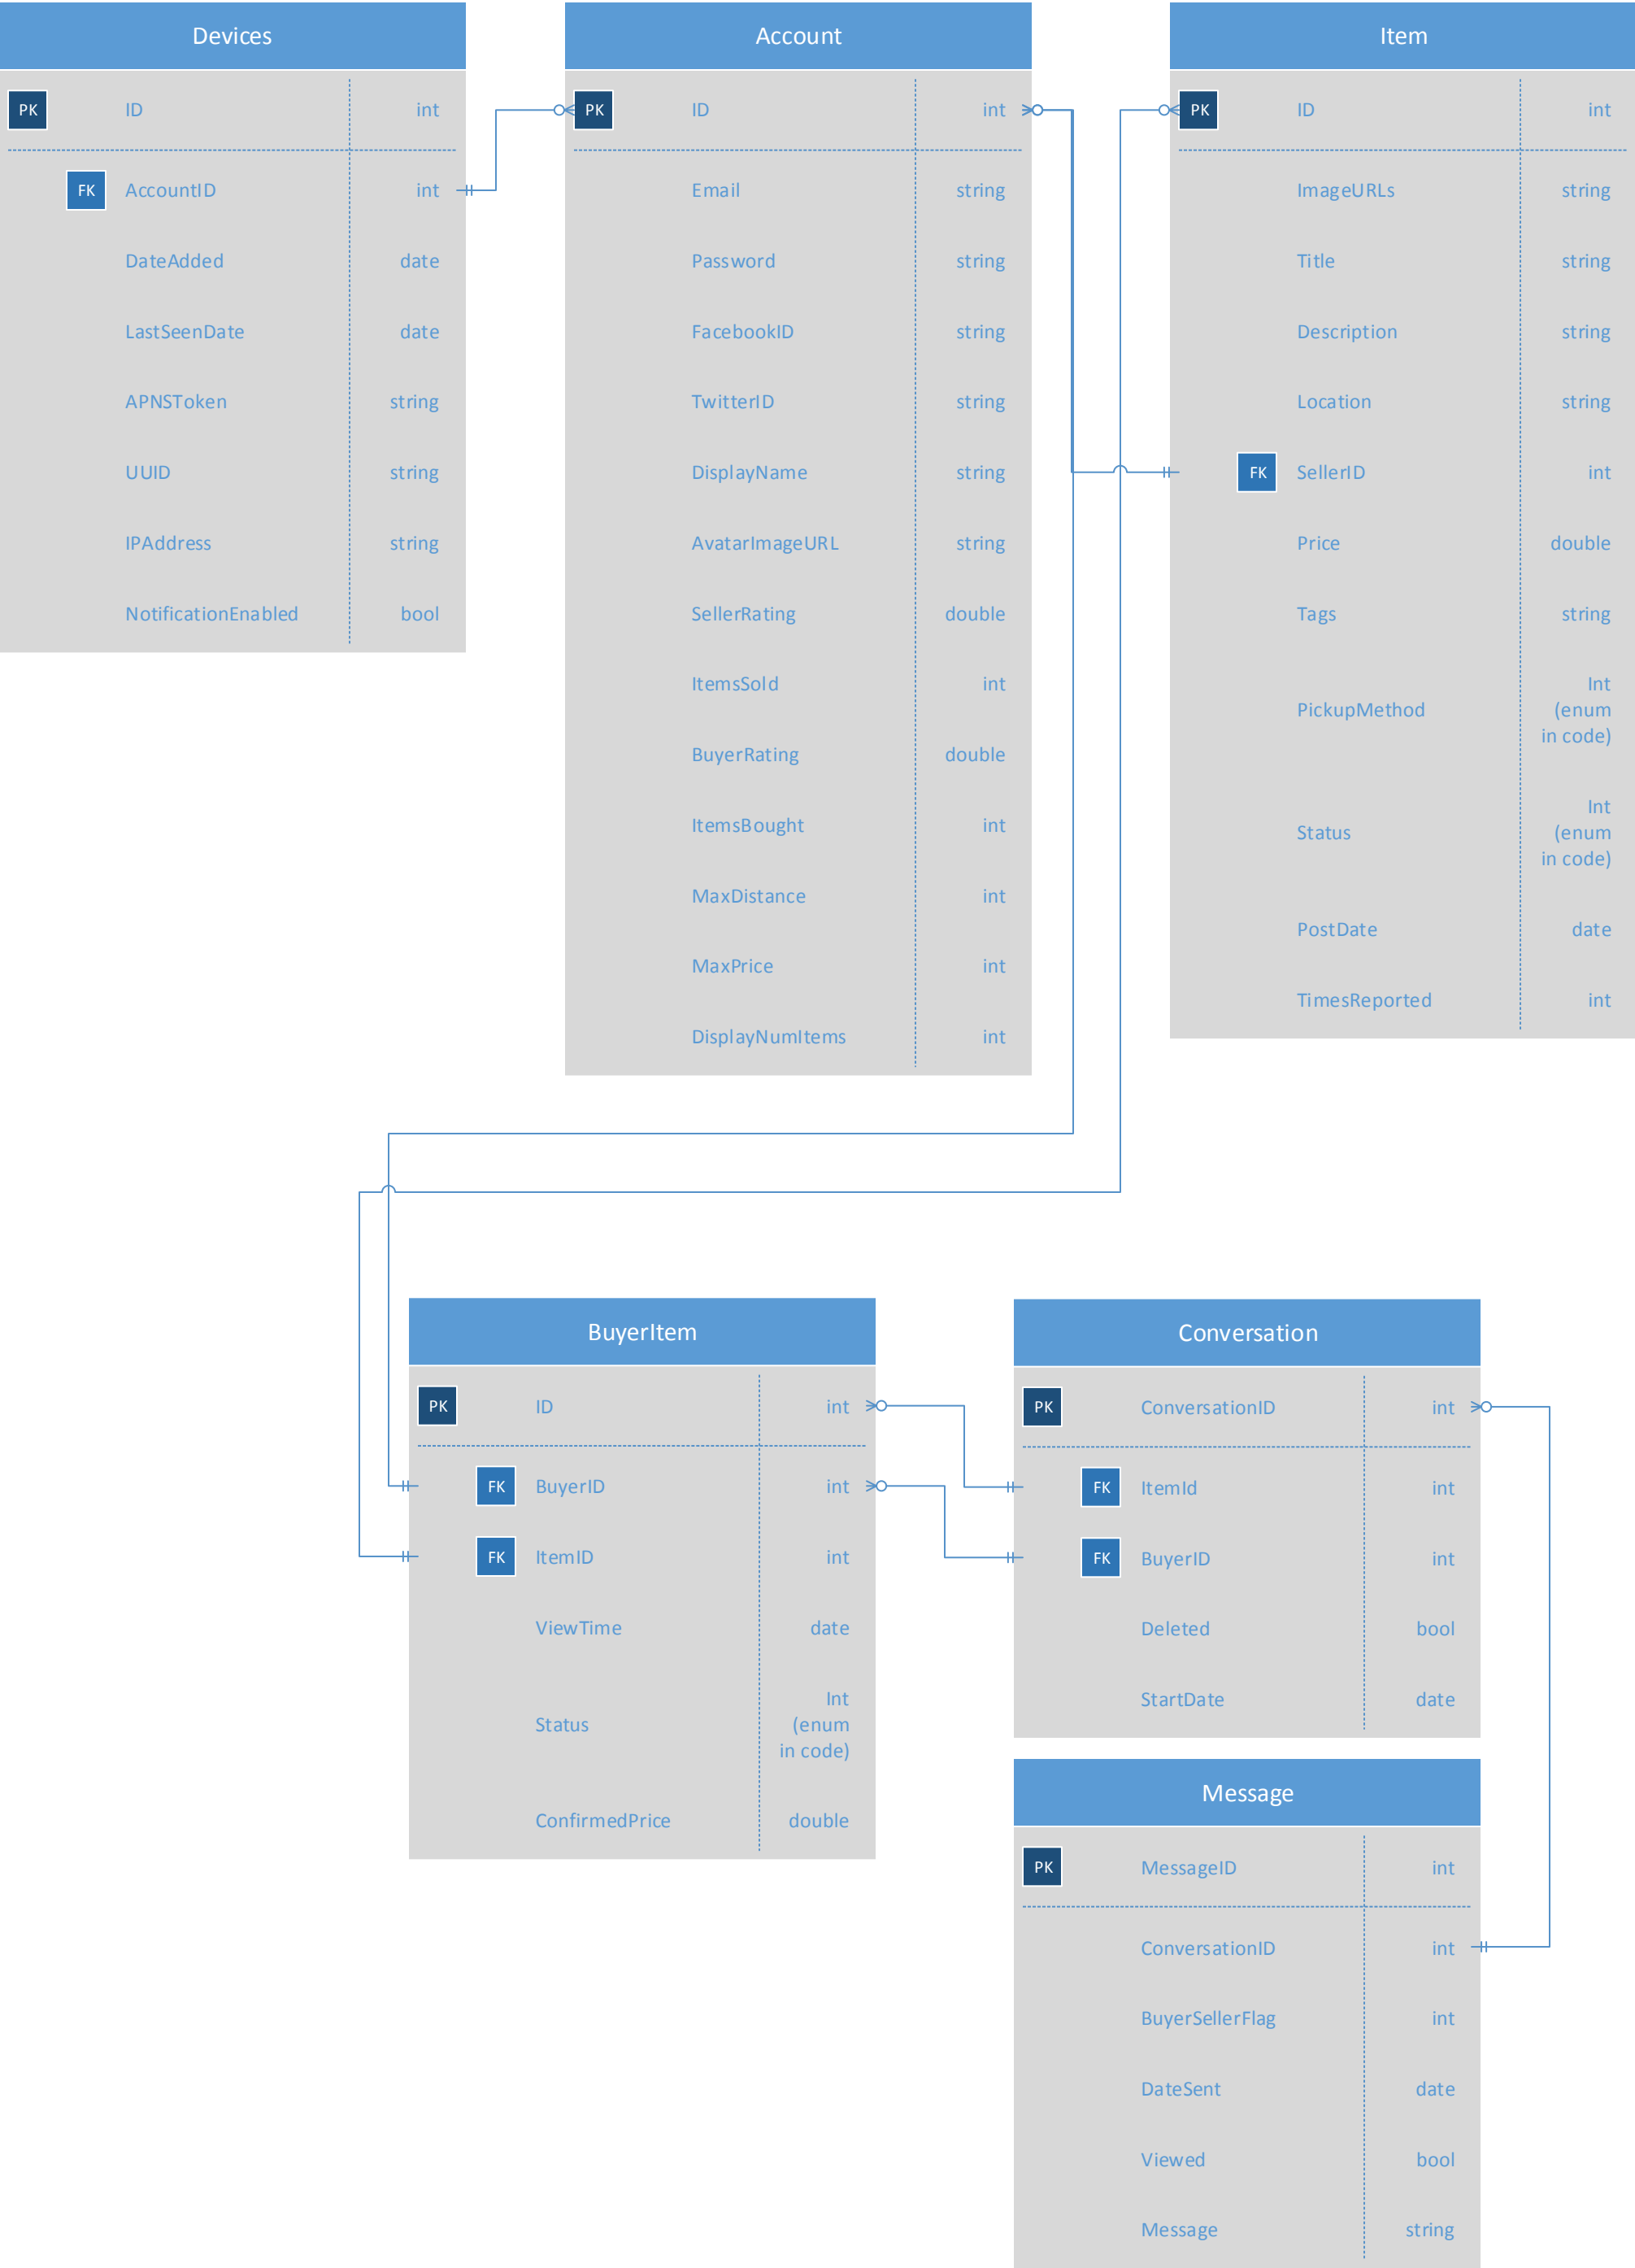 Devices
PK ID int
FK AccountID int
DateAdded date
LastSeenDate date
APNSToken string
UUID string
IPAddress string
NotificationEnabled bool
Account
PK ID int
Email string
Password string
FacebookID string
TwitterID string
DisplayName string
AvatarImageURL string
SellerRating double
ItemsSold int
BuyerRating double
ItemsBought int
MaxDistance int
MaxPrice int
DisplayNumItems int
Item
PK ID int
ImageURLs string
Title string
Description string
Location string
FK SellerID int
Price double
Tags string
Int
PickupMethod (enum
in code)
Int
Status (enum
in code)
PostDate date
TimesReported int
BuyerItem
PK ID int
FK BuyerID int
FK ItemID int
ViewTime date
Int
Status (enum
in code)
ConfirmedPrice double
Conversation
PK ConversationID int
FK ItemId int
FK BuyerID int
Deleted bool
StartDate date
Message
PK MessageID int
ConversationID int
BuyerSellerFlag int
DateSent date
Viewed bool
Message string